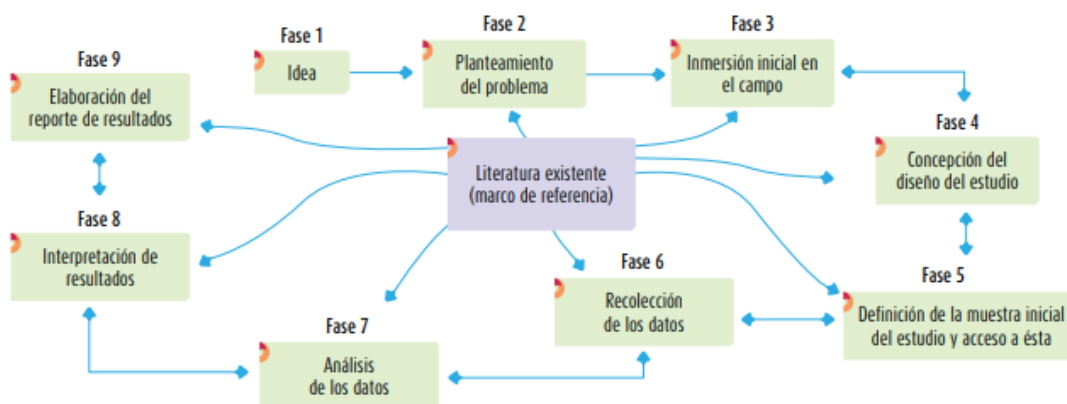 Fase 1
Idea
Fase 2
Planteamiento
del problema
Fase 3
Inmersión inicial en
el campo
Fase 4
Concepción del
diseño del estudio
Fase 5
Definición de la muestra inicial
del estudio y acceso a ésta
Fase 6
Recolección
de los datos
Fase 7
Análisis
de los datos
Fase 8
Interpretación de
resultados
Fase 9
Elaboración del
reporte de resultados
Literatura existente
(marco de referencia)